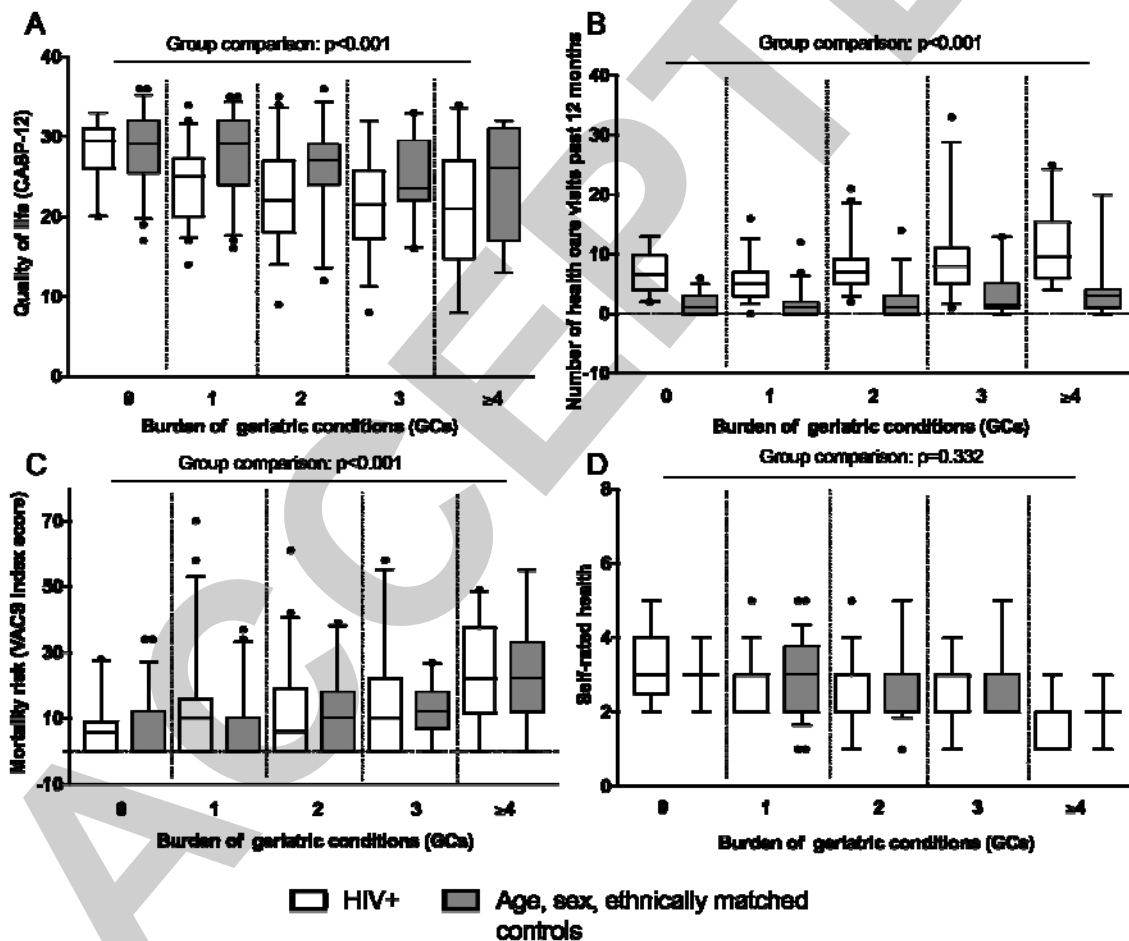 A
Group comparison: p<0.001
Quality of life (CASP-12)
40
30
20
10
0
0 1 2 3 ≥4
Burden of geriatric conditions (GCs)
B
Group comparison: p<0.001
Number of health care visits past 12 months
40
30
20
10
0
-10
0 1 2 3 ≥4
Burden of geriatric conditions (GCs)
C
Group comparison: p<0.001
Mortality risk (VACS index score)
70
50
30
10
-10
0 1 2 3 ≥4
Burden of geriatric conditions (GCs)
D
Group comparison: p=0.332
Self-rated health
8
6
4
2
0
0 1 2 3 ≥4
Burden of geriatric conditions (GCs)
HIV+
Age, sex, ethnically matched
controls